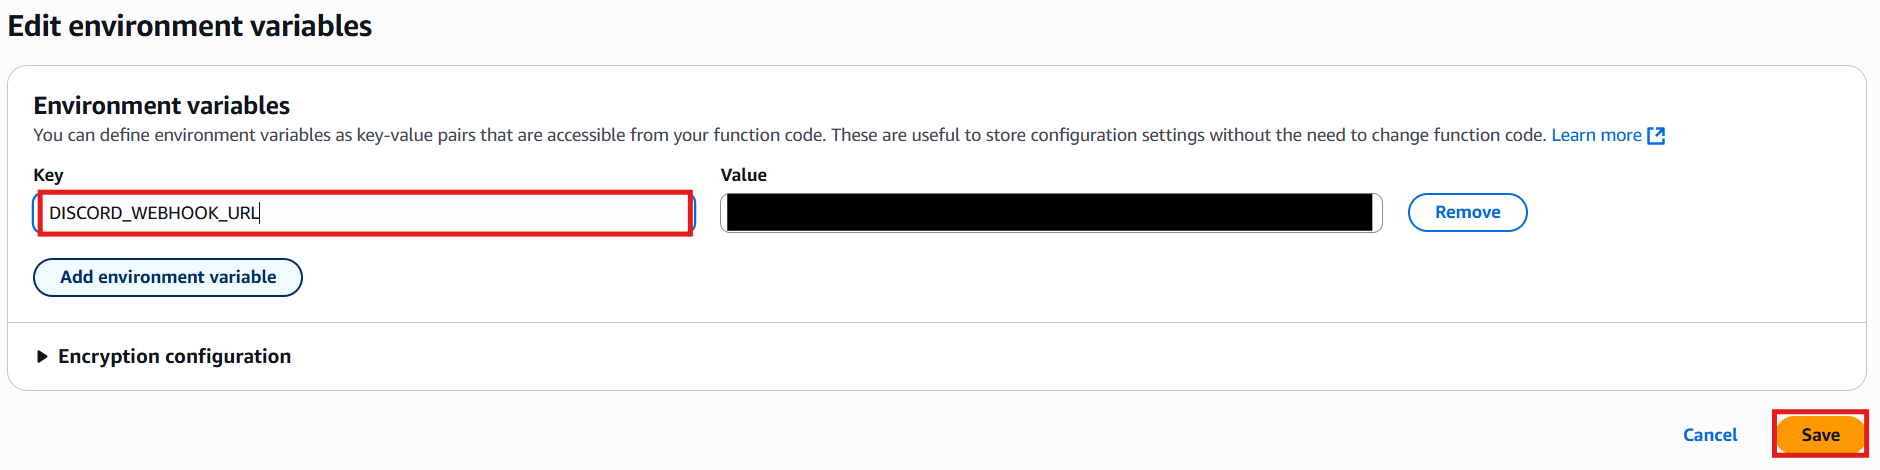 Edit environment variables
Environment variables
You can define environment variables as key-value pairs that are accessible from your function code. These are useful to store configuration settings without the need to change function code. Learn more
Key
Value
DISCORD_WEBHOOK_URL
Remove
Add environment variable
Encryption configuration
Cancel
Save